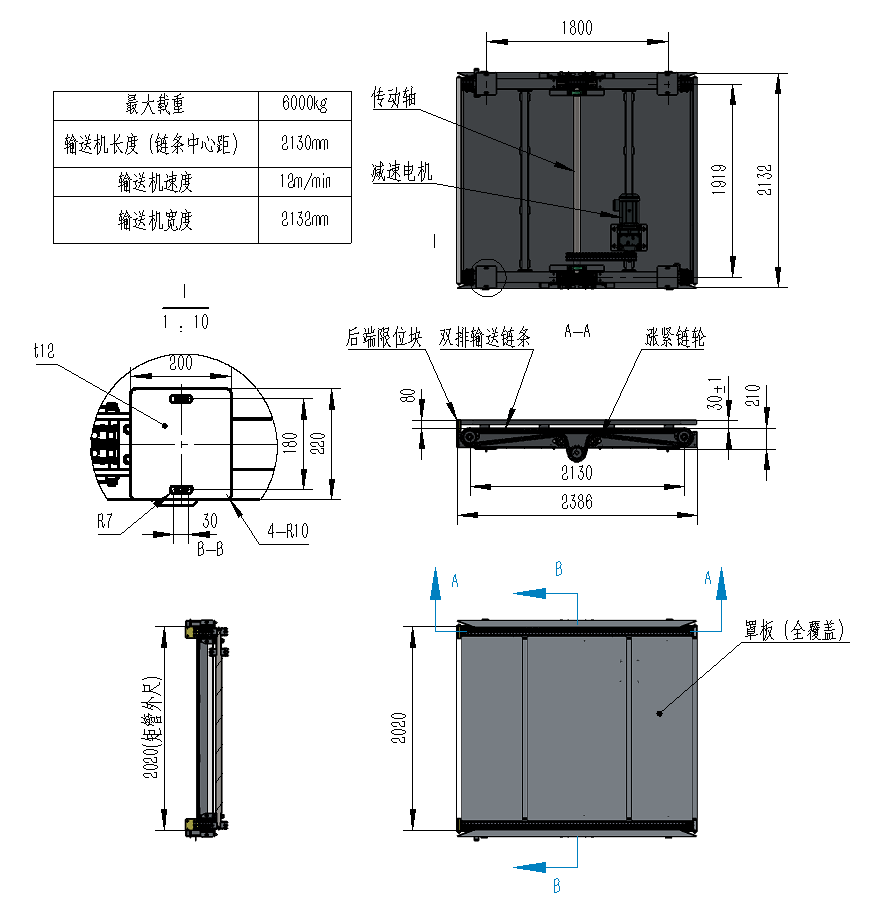 1800
最大载重 6000kg
输送机长度（链条中心距） 2130mm
输送机速度 12m/min
输送机宽度 2132mm
传动轴
减速电机
1919
2132
I
I
1 : 10
后端限位块
双排输送链条
A-A
涨紧链轮
t12
200
180
220
R7
30
4-R10
B-B
80
30±1
210
2130
2386
A
B
A
罩板（全覆盖）
2020(矩管外尺)
2020
B